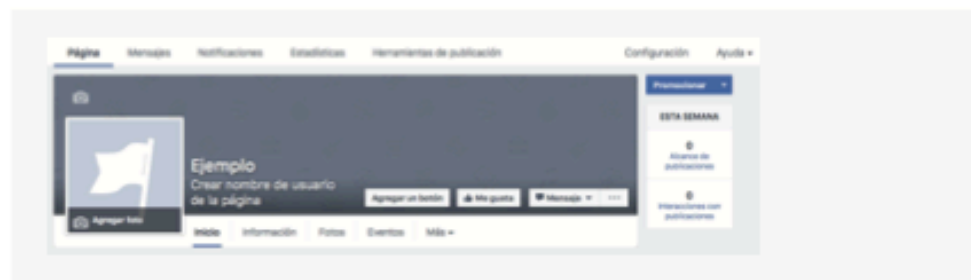 Página Mensajes Notificaciones Estadísticas Herramientas de publicación Configuración Ayuda
Promocionar
ESTA SEMANA
0
Alcance de
publicaciones
0
Interacciones con
publicaciones
Ejemplo
Crear nombre de usuario
de la página
Agregar un botón Me gusta Mensaje ...
Agregar foto
Inicio Información Fotos Eventos Más